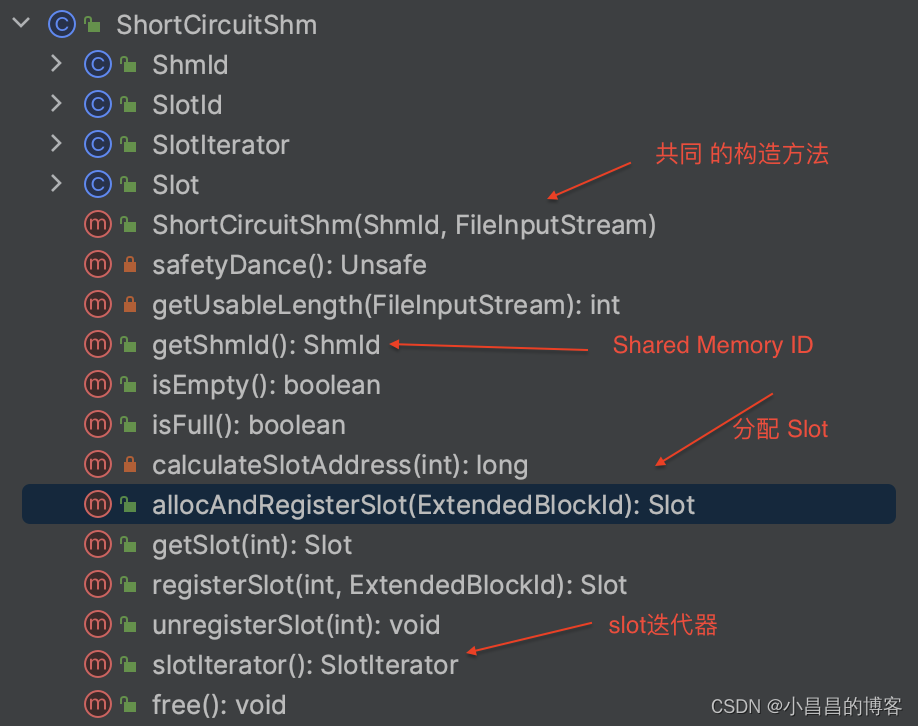 ShortCircuitShm
ShmId
SlotId
SlotIterator
共同 的构造方法
Slot
ShortCircuitShm(ShmId, FileInputStream)
safetyDance(): Unsafe
getUsableLength(FileInputStream): int
getShmId(): ShmId
Shared Memory ID
isEmpty(): boolean
isFull(): boolean
分配 Slot
calculateSlotAddress(int): long
allocAndRegisterSlot(ExtendedBlockId): Slot
getSlot(int): Slot
registerSlot(int, ExtendedBlockId): Slot
unregisterSlot(int): void
slot迭代器
slotIterator(): SlotIterator
free(): void
CSDN @小昌昌的博客